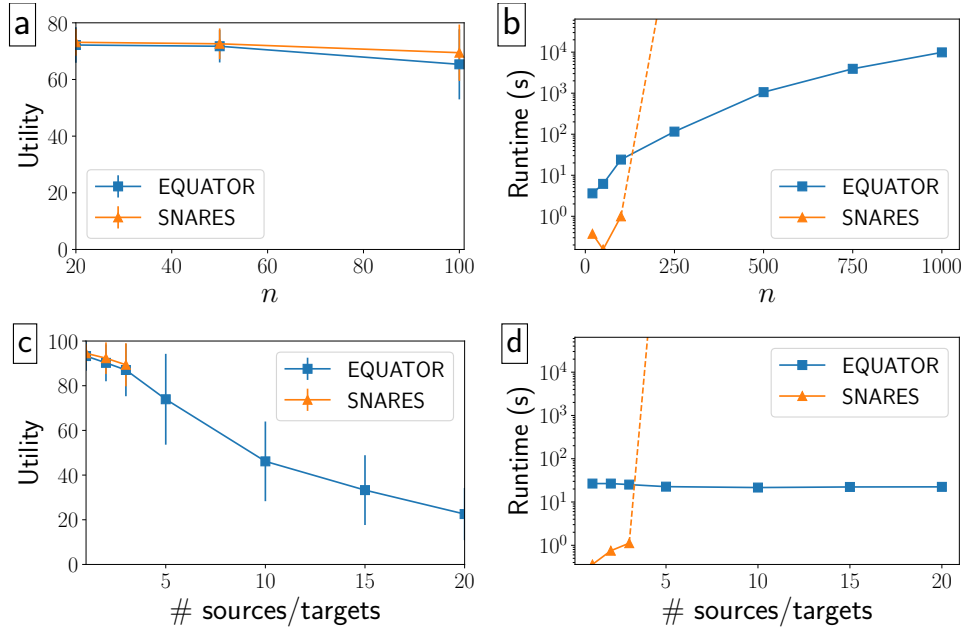 a
Utility
80
60
40
20
0
20
40
60
80
100
n
EQUATOR
SNARES
b
Runtime (s)
10^4
10^3
10^2
10^1
10^0
0
250
500
750
1000
n
EQUATOR
SNARES
c
Utility
100
80
60
40
20
0
5
10
15
20
# sources/targets
EQUATOR
SNARES
d
Runtime (s)
10^4
10^3
10^2
10^1
10^0
5
10
15
20
# sources/targets
EQUATOR
SNARES